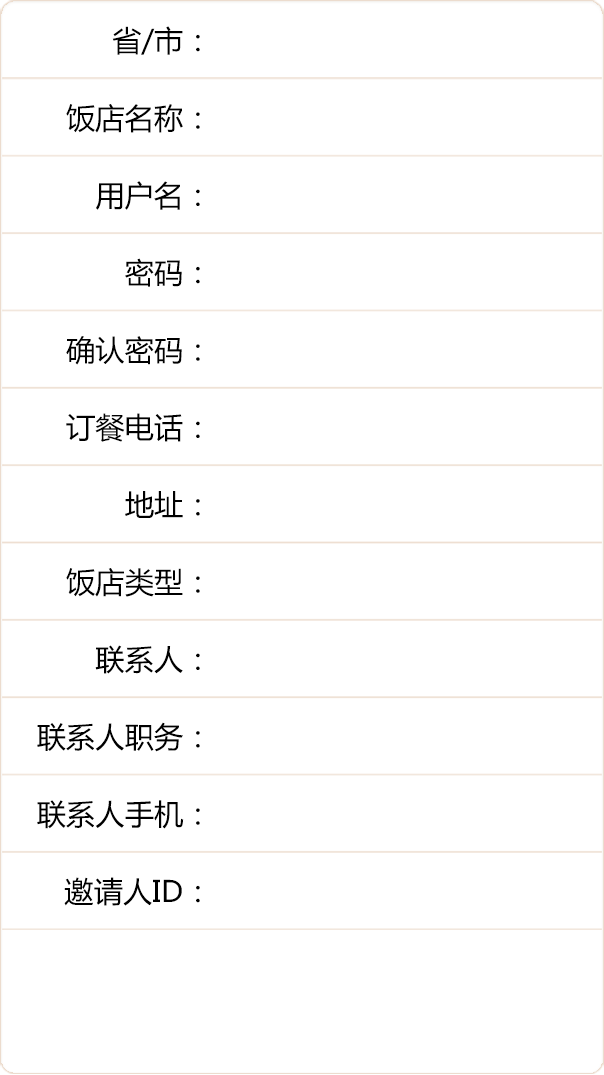 省/市：
饭店名称：
用户名：
密码：
确认密码：
订餐电话：
地址：
饭店类型：
联系人：
联系人职务：
联系人手机：
邀请人ID：